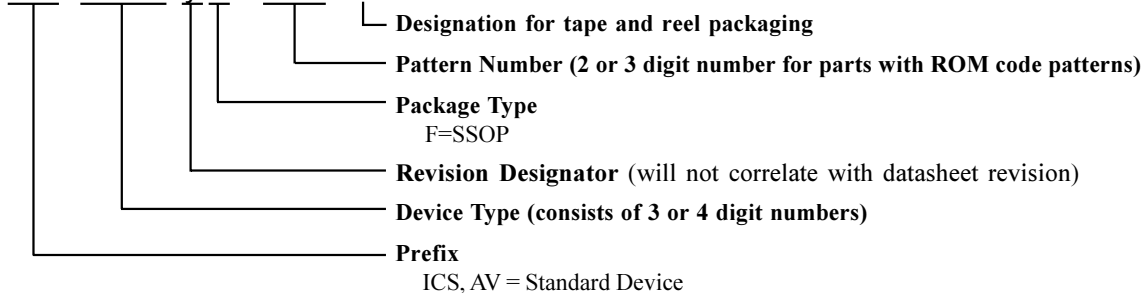 Designation for tape and reel packaging
Pattern Number (2 or 3 digit number for parts with ROM code patterns)
Package Type
F=SSOP
Revision Designator (will not correlate with datasheet revision)
Device Type (consists of 3 or 4 digit numbers)
Prefix
ICS, AV = Standard Device